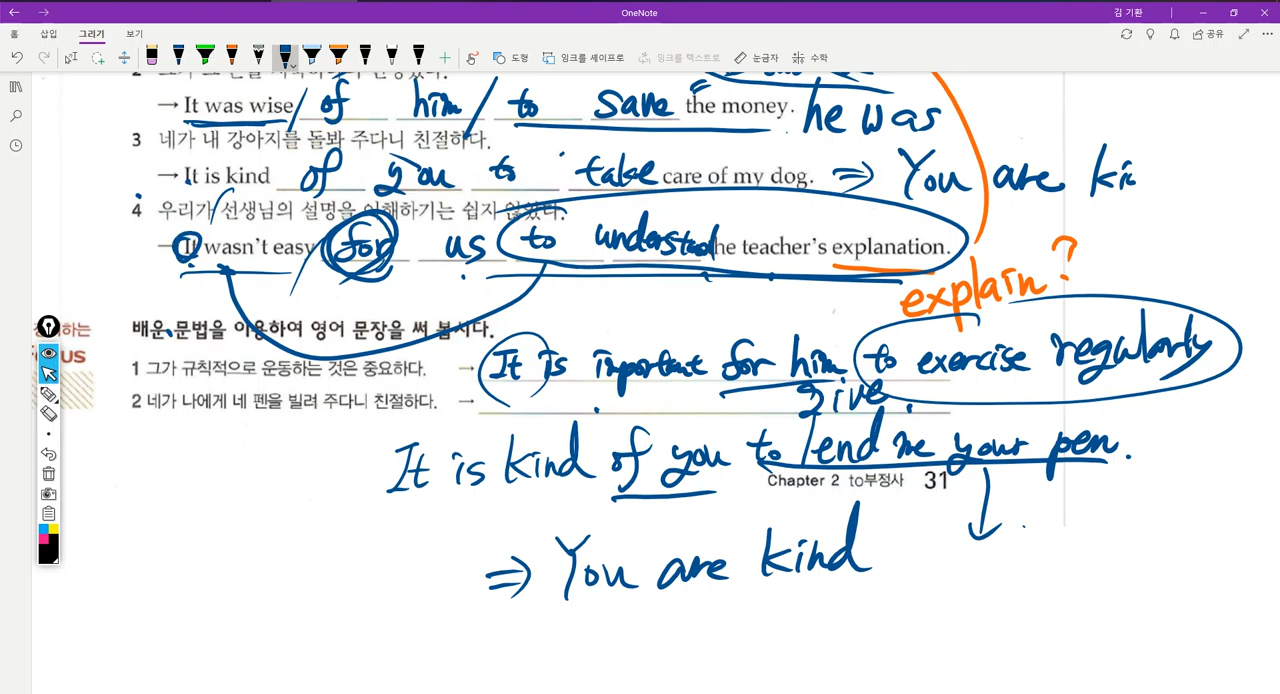 OneNote
김 기환
홈 삽입 그리기 보기
공유
도형 잉크를 셰이프로 잉크를 텍스트로 눈금자 수학
→ It was wise of him to save the money. he was
3 네가 내 강아지를 돌봐 주다니 친절하다.
→ It is kind of you to take care of my dog. ⇒ You are ki
4 우리가 선생님의 설명을 이해하기는 쉽지 않았다.
→ It wasn't easy for us to understand the teacher's explanation.
explain?
배운 문법을 이용하여 영어 문장을 써 봅시다.
1 그가 규칙적으로 운동하는 것은 중요하다. → It is important for him to exercise regularly
2 네가 나에게 네 펜을 빌려 주다니 친절하다. →
give
It is kind of you to lend me your pen.
Chapter 2 to부정사 31
⇒ You are kind